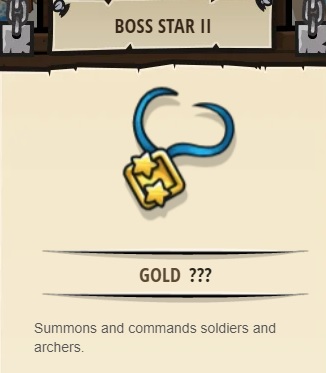 BOSS STAR II
GOLD ???
Summons and commands soldiers and
archers.